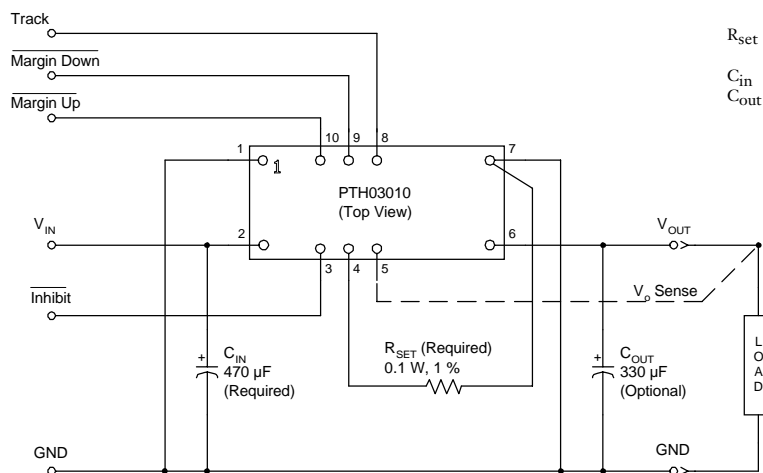 Track
Margin Down
Margin Up
R_set
C_in
C_out
1
10
9
8
7
1
PTH03010
(Top View)
V_IN
2
6
V_OUT
3
4
5
V_o Sense
Inhibit
+
C_IN
470 µF
(Required)
R_SET (Required)
0.1 W, 1 %
+
C_OUT
330 µF
(Optional)
L
O
A
D
GND
GND